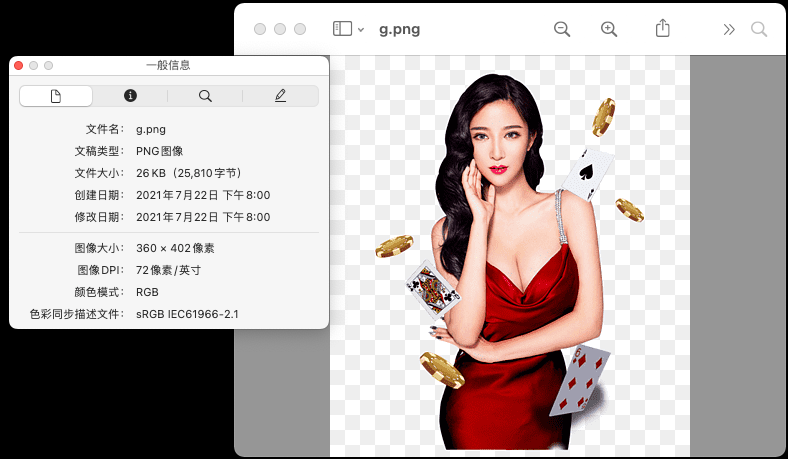 g.png
一般信息
文件名： g.png
文稿类型： PNG图像
文件大小： 26 KB（25,810 字节）
创建日期： 2021年7月22日 下午8:00
修改日期： 2021年7月22日 下午8:00
图像大小： 360 × 402像素
图像DPI： 72像素/英寸
颜色模式： RGB
色彩同步描述文件： sRGB IEC61966-2.1
A
6